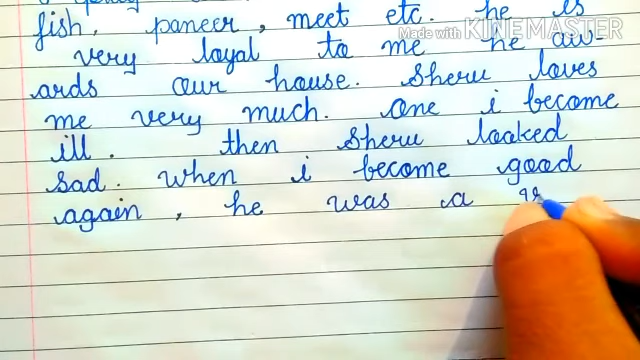 fish, paneer, meet etc. he is
Made with KINEMASTER
very loyal to me he aw-
ards our house. Sheru loves
me very much. One i become
ill. then Sheru looked
sad. when i become good
again, he was a